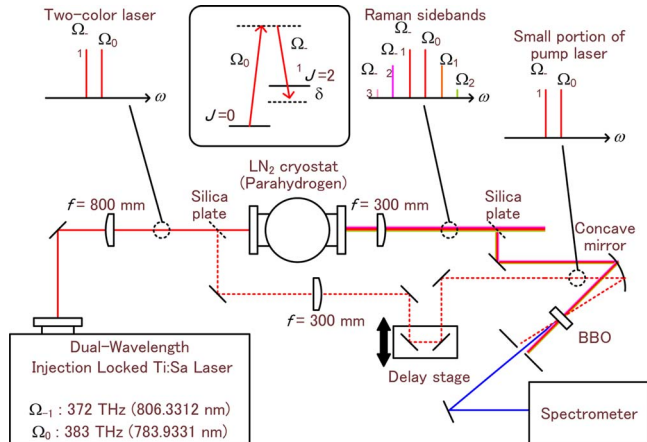 Two-color laser
Ω-
1
Ω0
ω
Ω0
Ω-
1
J=2
δ
J=0
Raman sidebands
Ω-
3
2
Ω-
1
Ω0
Ω1
Ω2
ω
Small portion of
pump laser
Ω-
1
Ω0
ω
LN2 cryostat
(Parahydrogen)
f = 800 mm
Silica
plate
f = 300 mm
Silica
plate
Concave
mirror
f =
300 mm
Delay stage
BBO
Dual-Wavelength
Injection Locked Ti:Sa Laser
Ω-1 : 372 THz (806.3312 nm)
Ω0 : 383 THz (783.9331 nm)
Spectrometer